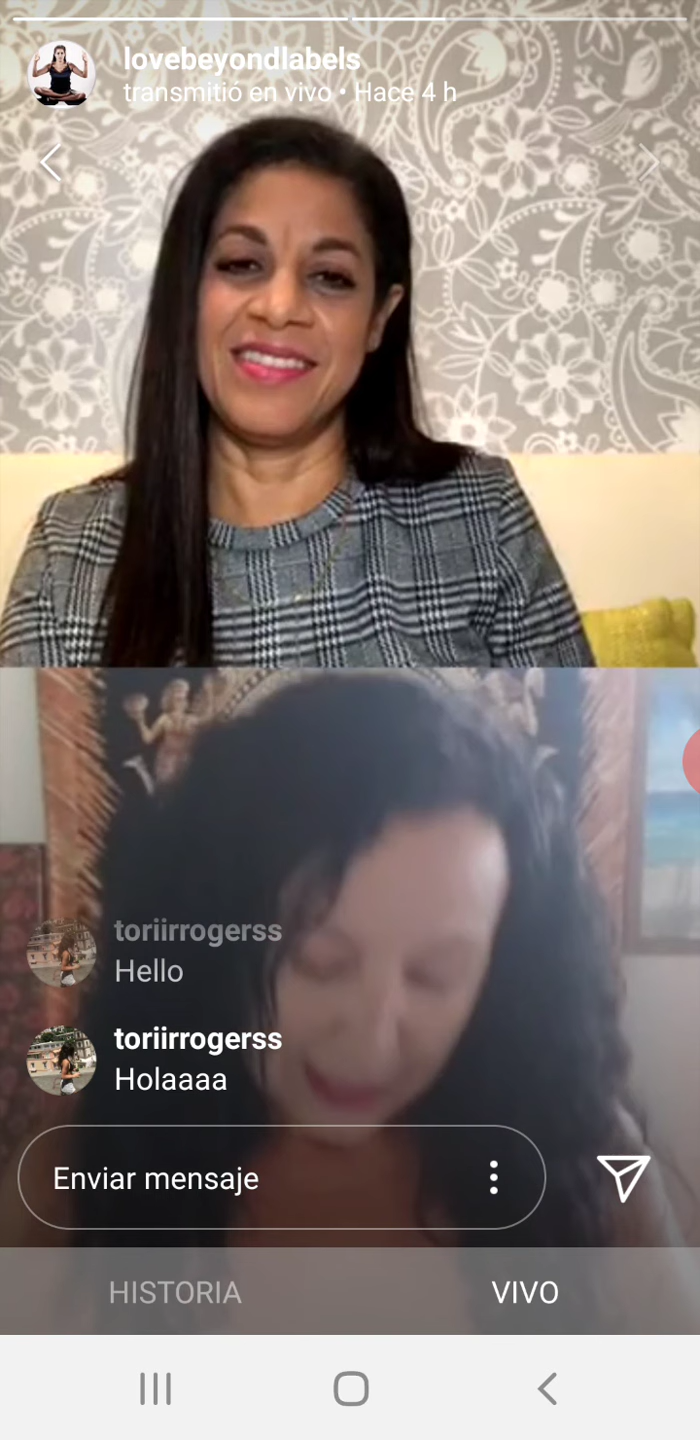 lovebeyondlabels
transmitió en vivo • Hace 4 h
toriirrogerss
Hello
toriirrogerss
Holaaaa
Enviar mensaje
HISTORIA
VIVO